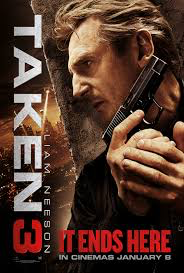 TAKEN 3
LIAM NEESON
IT ENDS HERE
IN CINEMAS JANUARY 8